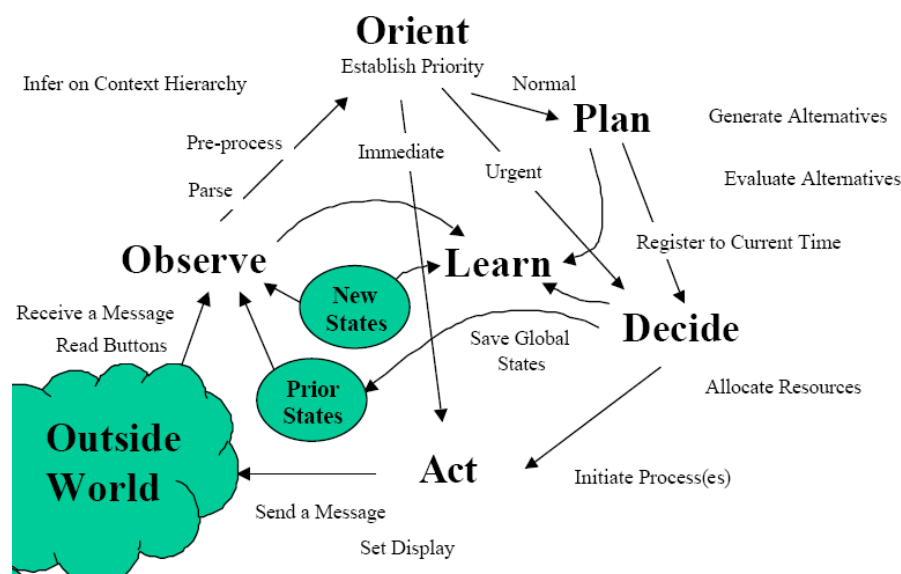 Orient
Establish Priority
Infer on Context Hierarchy
Normal
Plan
Generate Alternatives
Pre-process
Immediate
Urgent
Evaluate Alternatives
Parse
Observe
Learn
Register to Current Time
New
States
Receive a Message
Read Buttons
Save Global
States
Decide
Prior
States
Allocate Resources
Outside
World
Act
Initiate Process(es)
Send a Message
Set Display